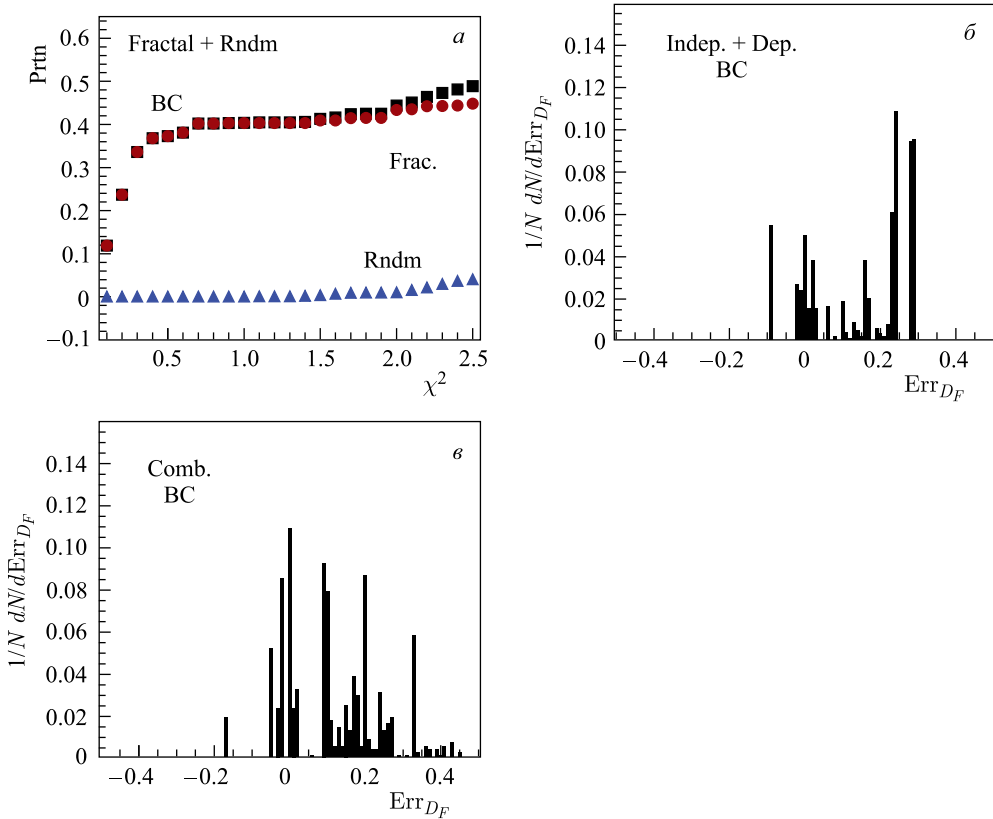 Prtn
0.6
0.5
0.4
0.3
0.2
0.1
0
−0.1
Fractal + Rndm
а
BC
Frac.
Rndm
0.5
1.0
1.5
2.0
2.5
χ²
1/N dN/dErr_{D_F}
0.14
0.12
0.10
0.08
0.06
0.04
0.02
0
Indep. + Dep.
BC
б
−0.4
−0.2
0
0.2
0.4
Err_{D_F}
1/N dN/dErr_{D_F}
0.14
0.12
0.10
0.08
0.06
0.04
0.02
0
Comb.
BC
в
−0.4
−0.2
0
0.2
0.4
Err_{D_F}